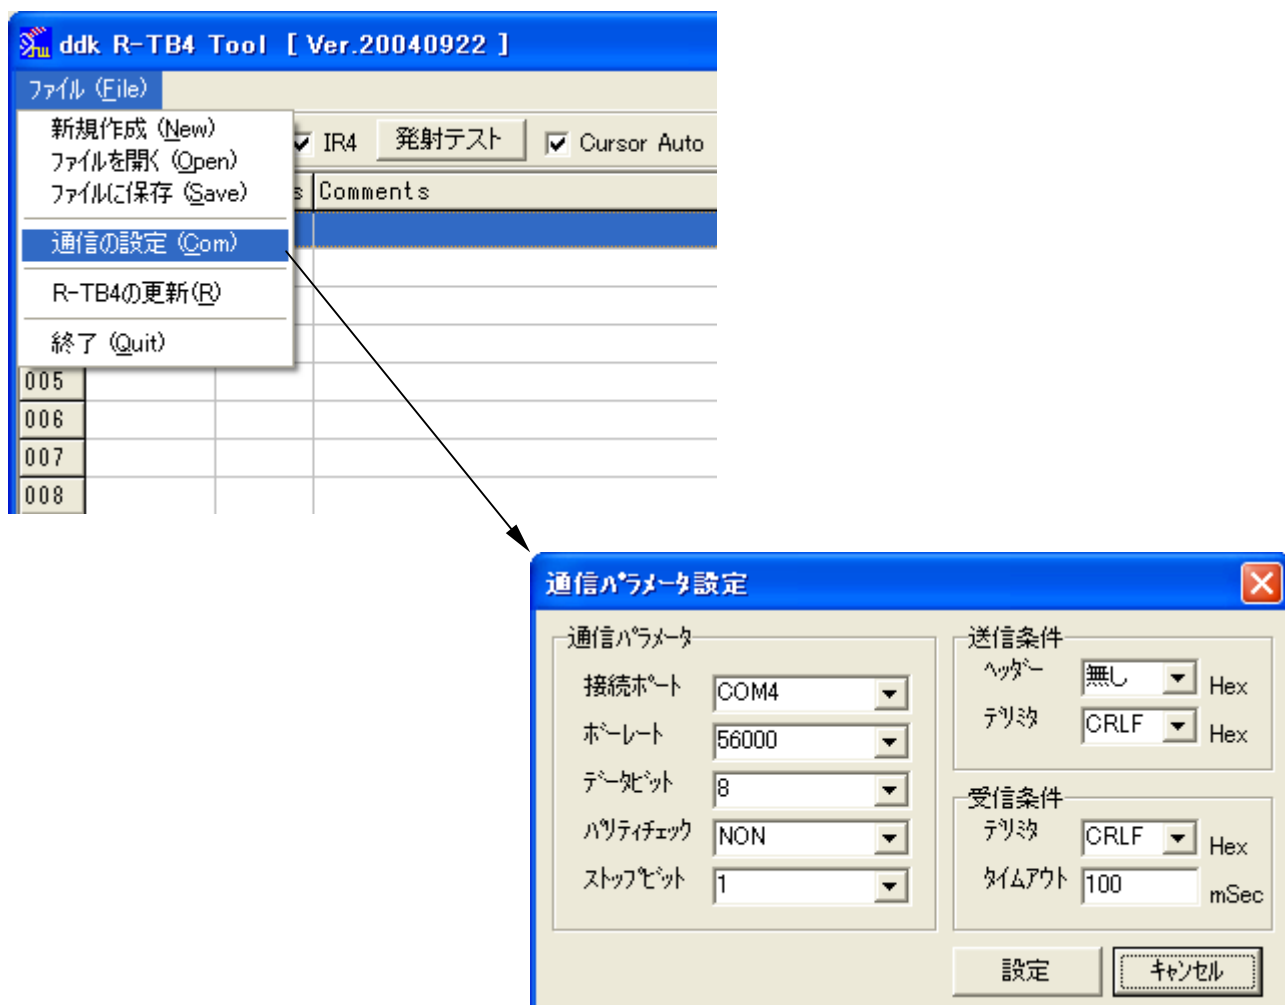 ddk R-TB4 Tool [ Ver.20040922 ]
ファイル (File)
新規作成 (New)
ファイルを開く (Open)
ファイルに保存 (Save)
通信の設定 (Com)
R-TB4の更新(R)
終了 (Quit)
IR4 発射テスト Cursor Auto
s Comments
005
006
007
008
通信ﾊﾟﾗﾒｰﾀ設定
通信ﾊﾟﾗﾒｰﾀ
接続ﾎﾟｰﾄ COM4
ﾎﾞｰﾚｰﾄ 56000
ﾃﾞｰﾀﾋﾞｯﾄ 8
ﾊﾟﾘﾃｨﾁｪｯｸ NON
ｽﾄｯﾌﾟﾋﾞｯﾄ 1
送信条件
ﾍｯﾀﾞｰ 無し Hex
ﾃﾞﾘﾐﾀ CRLF Hex
受信条件
ﾃﾞﾘﾐﾀ CRLF Hex
ﾀｲﾑｱｳﾄ 100 mSec
設定 ｷｬﾝｾﾙ